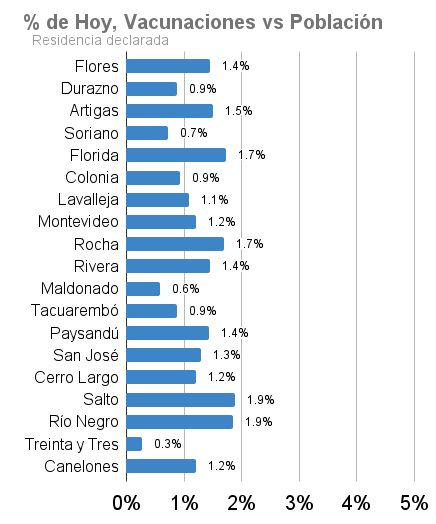 % de Hoy, Vacunaciones vs Población
Residencia declarada
Flores 1.4%
Durazno 0.9%
Artigas 1.5%
Soriano 0.7%
Florida 1.7%
Colonia 0.9%
Lavalleja 1.1%
Montevideo 1.2%
Rocha 1.7%
Rivera 1.4%
Maldonado 0.6%
Tacuarembó 0.9%
Paysandú 1.4%
San José 1.3%
Cerro Largo 1.2%
Salto 1.9%
Río Negro 1.9%
Treinta y Tres 0.3%
Canelones 1.2%
0% 1% 2% 3% 4% 5%